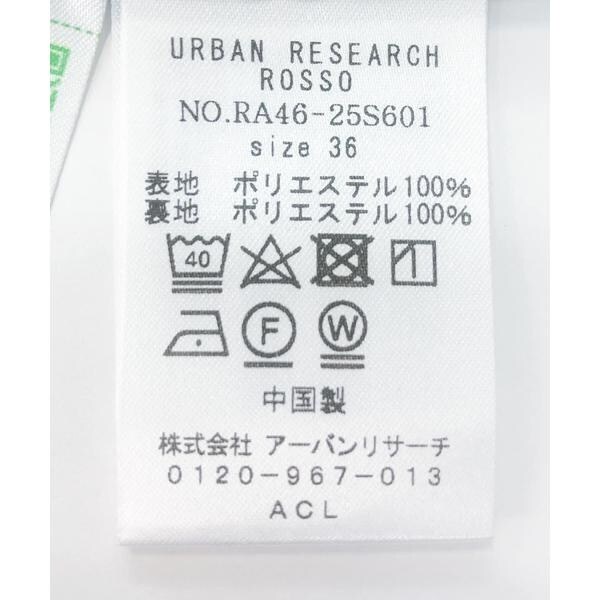 URBAN RESEARCH
ROSSO
NO.RA46-25S601
size 36
表地 ポリエステル100%
裏地 ポリエステル100%
40
F W
中国製
株式会社 アーバンリサーチ
0120-967-013
ACL